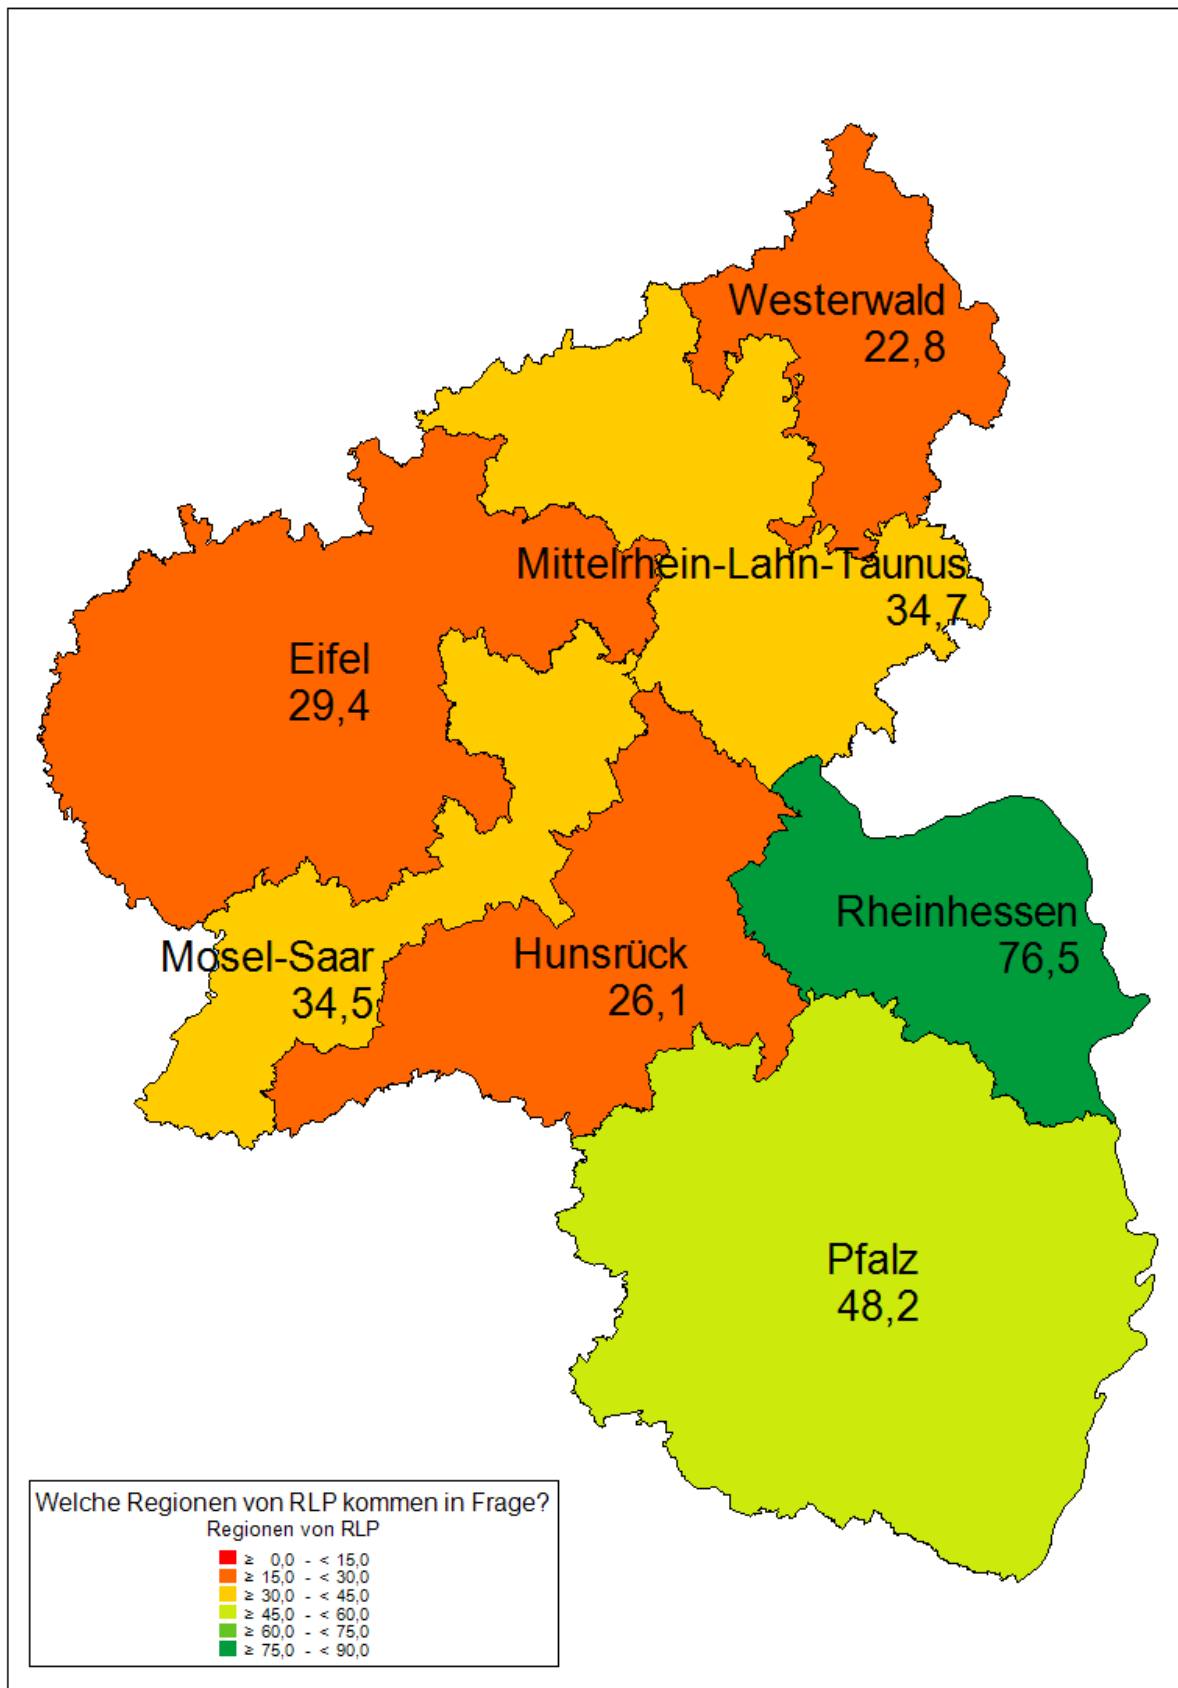 Westerwald
22,8
Mittelrhein-Lahn-Taunus
34,7
Eifel
29,4
Rheinhessen
76,5
Mosel-Saar
34,5
Hunsrück
26,1
Pfalz
48,2
Welche Regionen von RLP kommen in Frage?
Regionen von RLP
≥ 0,0 - < 15,0
≥ 15,0 - < 30,0
≥ 30,0 - < 45,0
≥ 45,0 - < 60,0
≥ 60,0 - < 75,0
≥ 75,0 - < 90,0